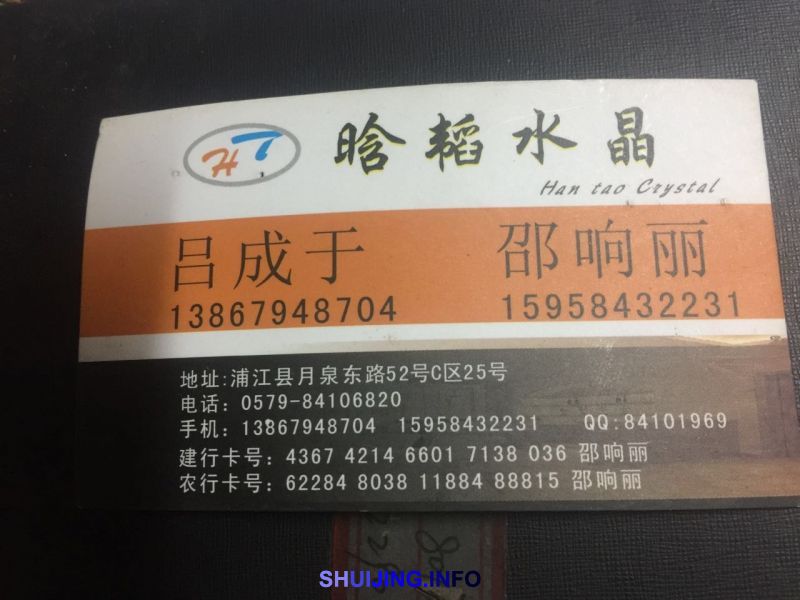 晗韬水晶
Han tao Crystal
吕成于 邵响丽
13867948704 15958432231
地址:浦江县月泉东路52号C区25号
电话: 0579-84106820
手机: 13867948704 15958432231 QQ:84101969
建行卡号: 4367 4214 6601 7138 036 邵响丽
农行卡号: 62284 8038 11884 88815 邵响丽
SHUIJING.INFO